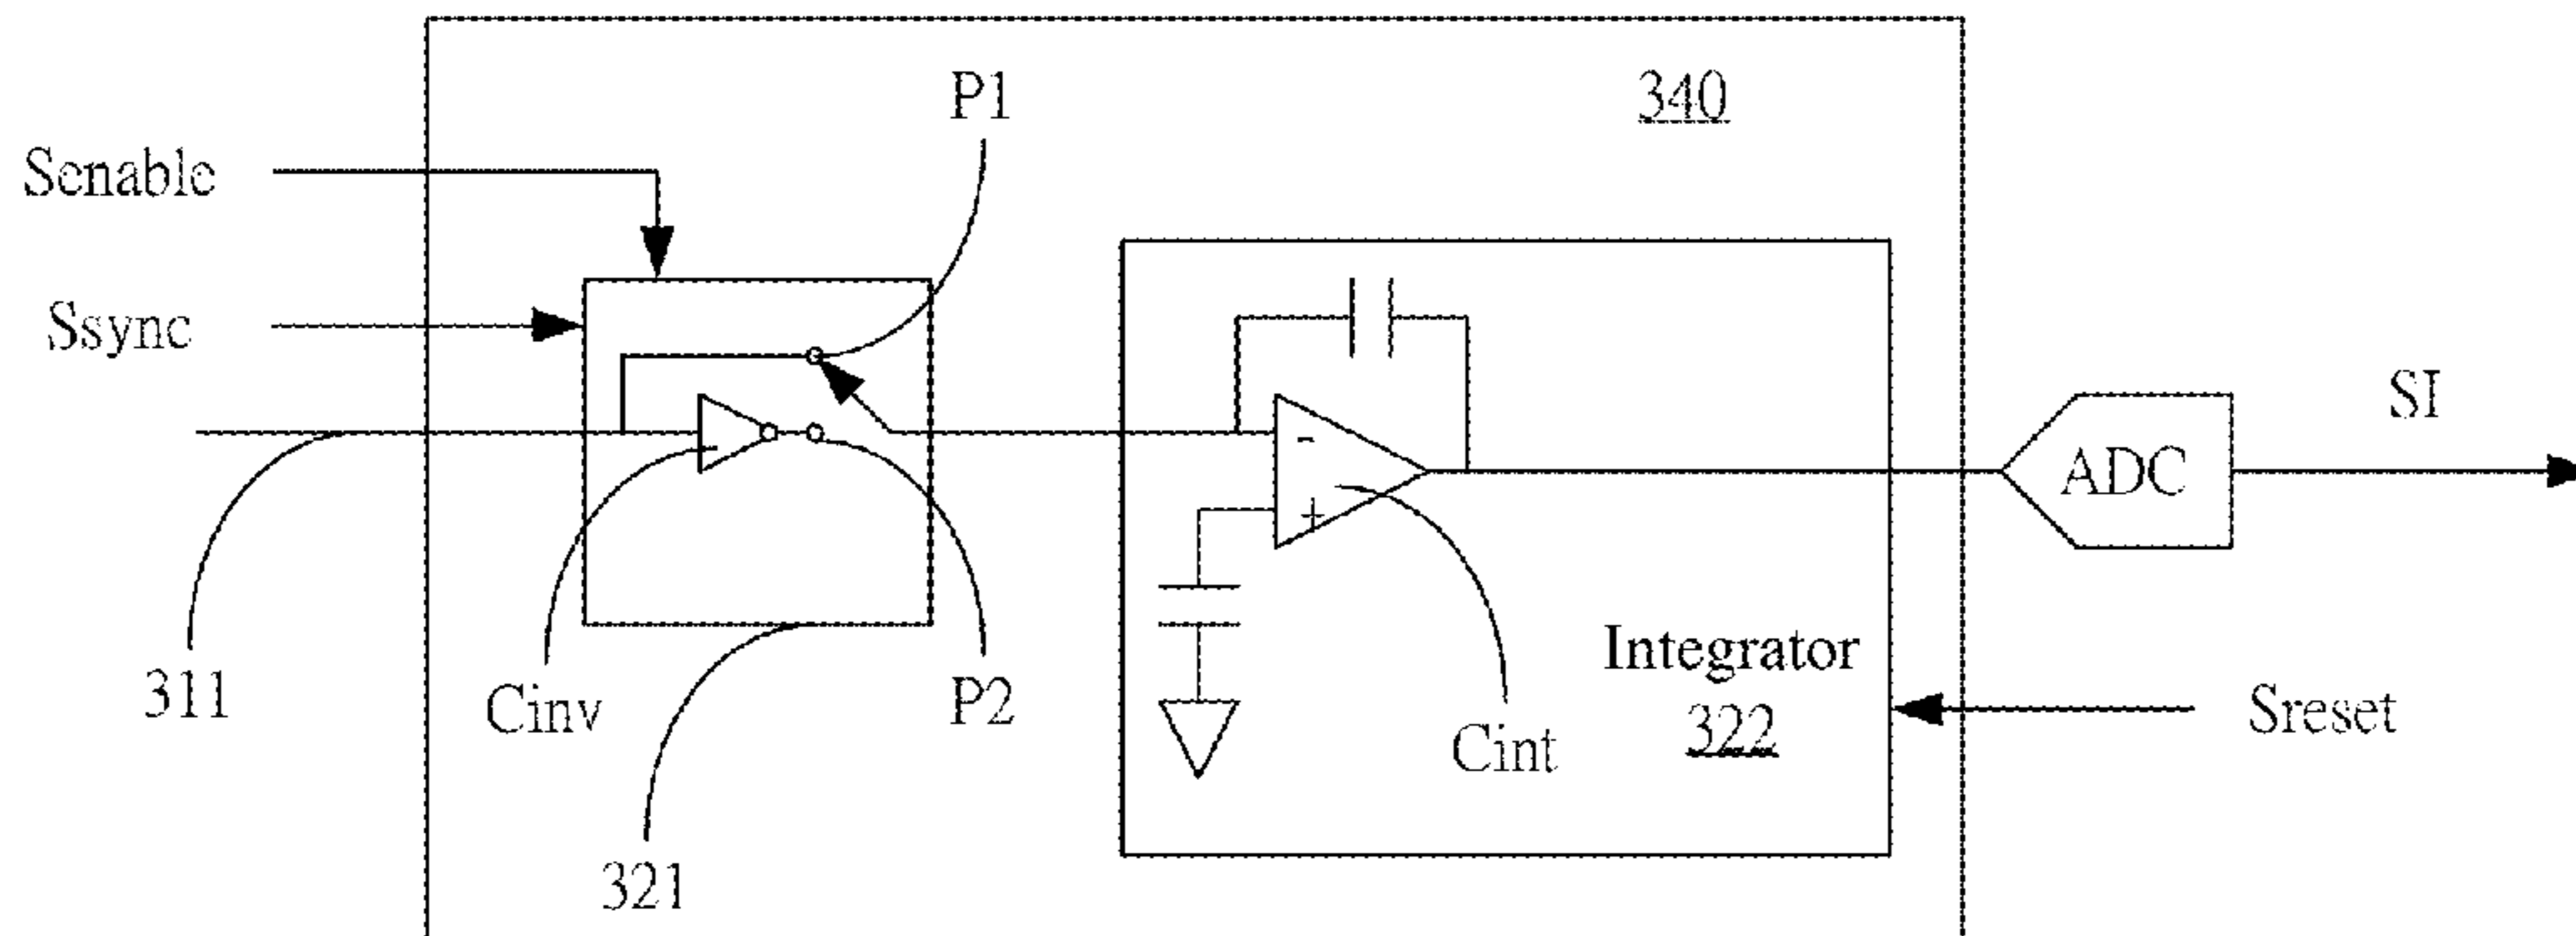 340
P1
Senable
Ssync
SI
ADC
-
+
311
Cinv
P2
Integrator
322
Cint
Sreset
321